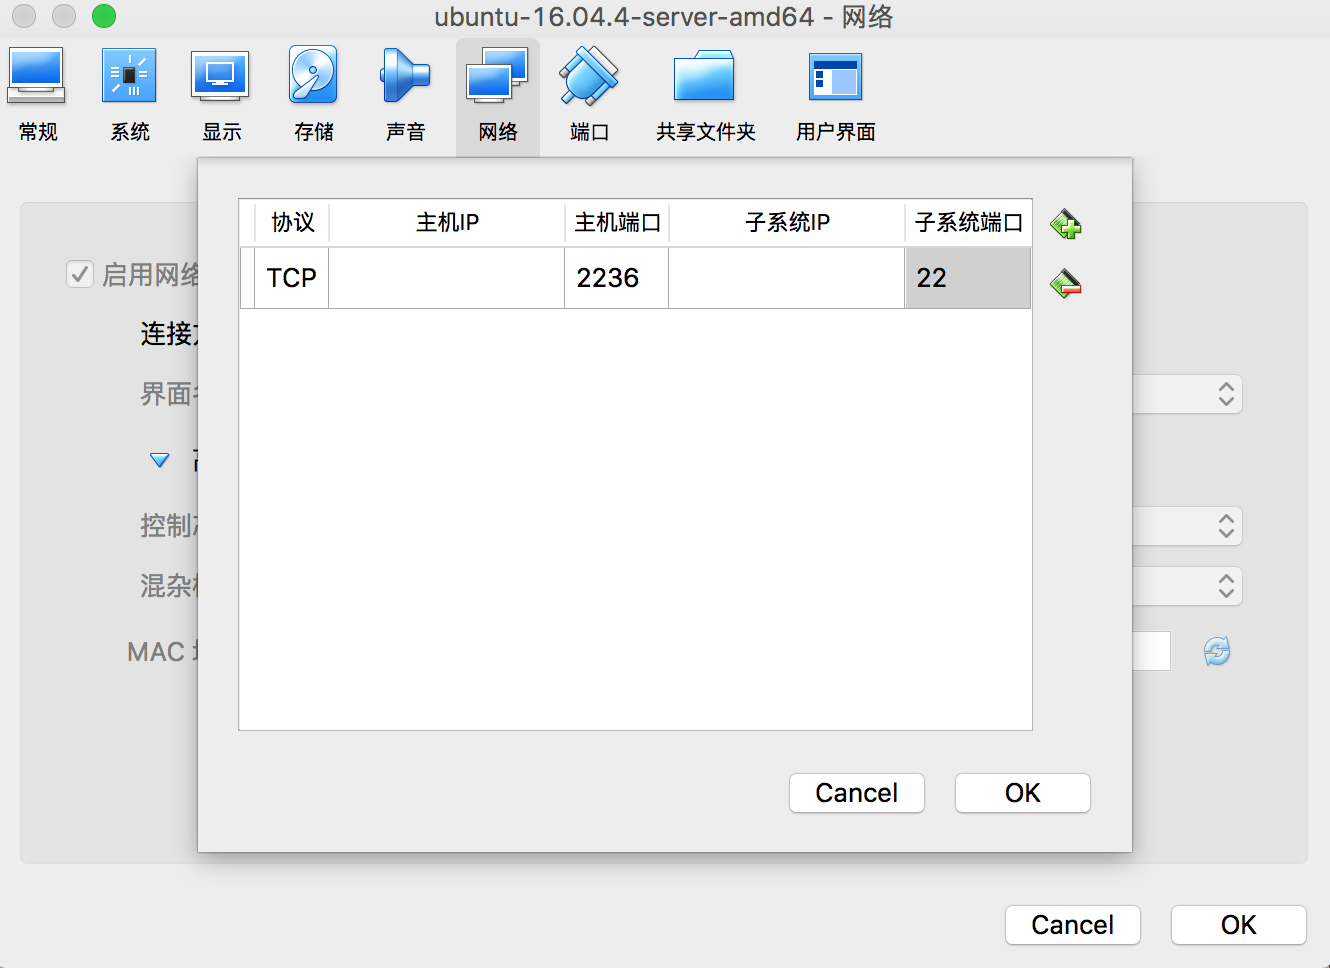 ubuntu-16.04.4-server-amd64 - 网络
常规 系统 显示 存储 声音 网络 端口 共享文件夹 用户界面
协议 主机IP 主机端口 子系统IP 子系统端口
TCP 2236 22
启用网络
连接
界面
控制
混杂
MAC
Cancel OK
Cancel OK